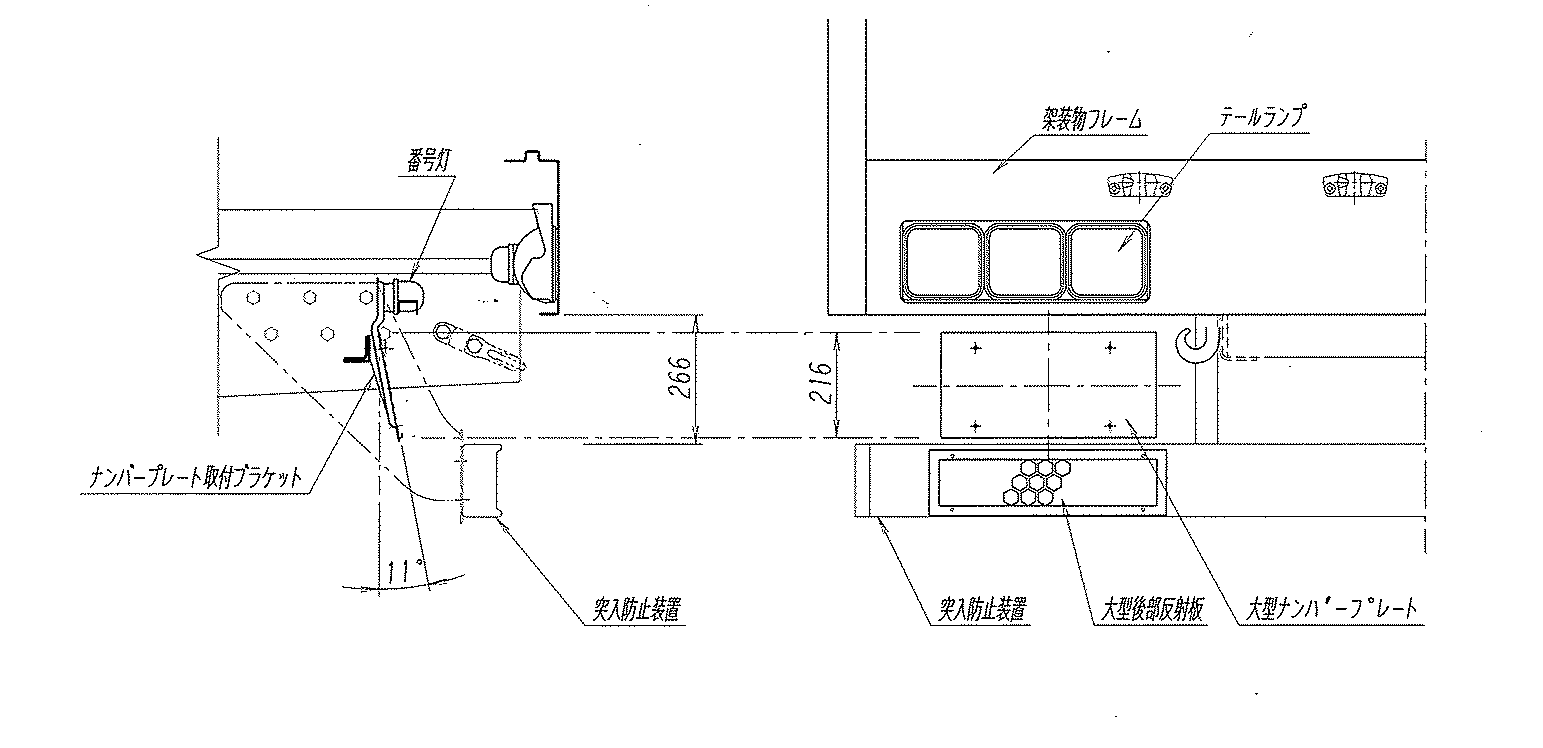 架装物フレーム
テールランプ
番号灯
266
216
ナンバープレート取付ブラケット
11°
突入防止装置
突入防止装置
大型後部反射板
大型ナンバープレート